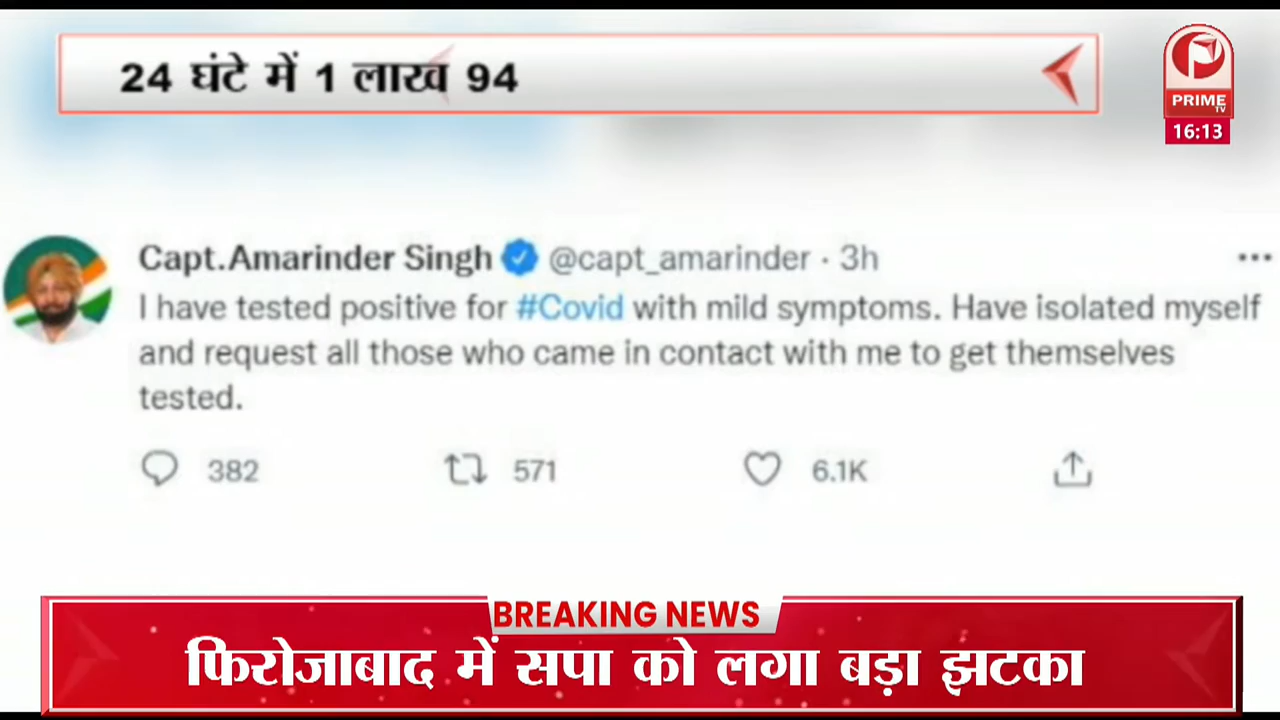 24 घंटे में 1 लाख 94
PRIME
TV
16:13
Capt.Amarinder Singh @capt_amarinder · 3h
I have tested positive for #Covid with mild symptoms. Have isolated myself
and request all those who came in contact with me to get themselves
tested.
382 571 6.1K
BREAKING NEWS
फिरोजाबाद में सपा को लगा बड़ा झटका